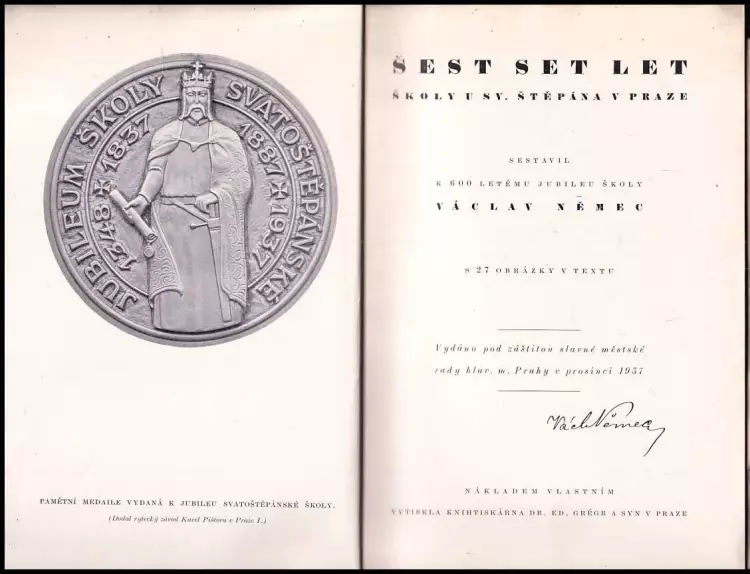 JUBILEUM ŠKOLY SVATOŠTĚPÁNSKÉ
1348 ✠ 1837
1887 ✠ 1937
PAMĚTNÍ MEDAILE VYDANÁ K JUBILEU SVATOŠTĚPÁNSKÉ ŠKOLY.
(Dodal rytecký závod Karel Pištora v Praze I.)
ŠEST SET LET
ŠKOLY U SV. ŠTĚPÁNA V PRAZE
SESTAVIL
K 600 LETÉMU JUBILEU ŠKOLY
VÁCLAV NĚMEC
S 27 OBRÁZKY V TEXTU
Vydáno pod záštitou slavné městské
rady hlav. m. Prahy v prosinci 1937
Václ Němec
NÁKLADEM VLASTNÍM
VYTISKLA KNIHTISKÁRNA DR. ED. GRÉGR A SYN V PRAZE